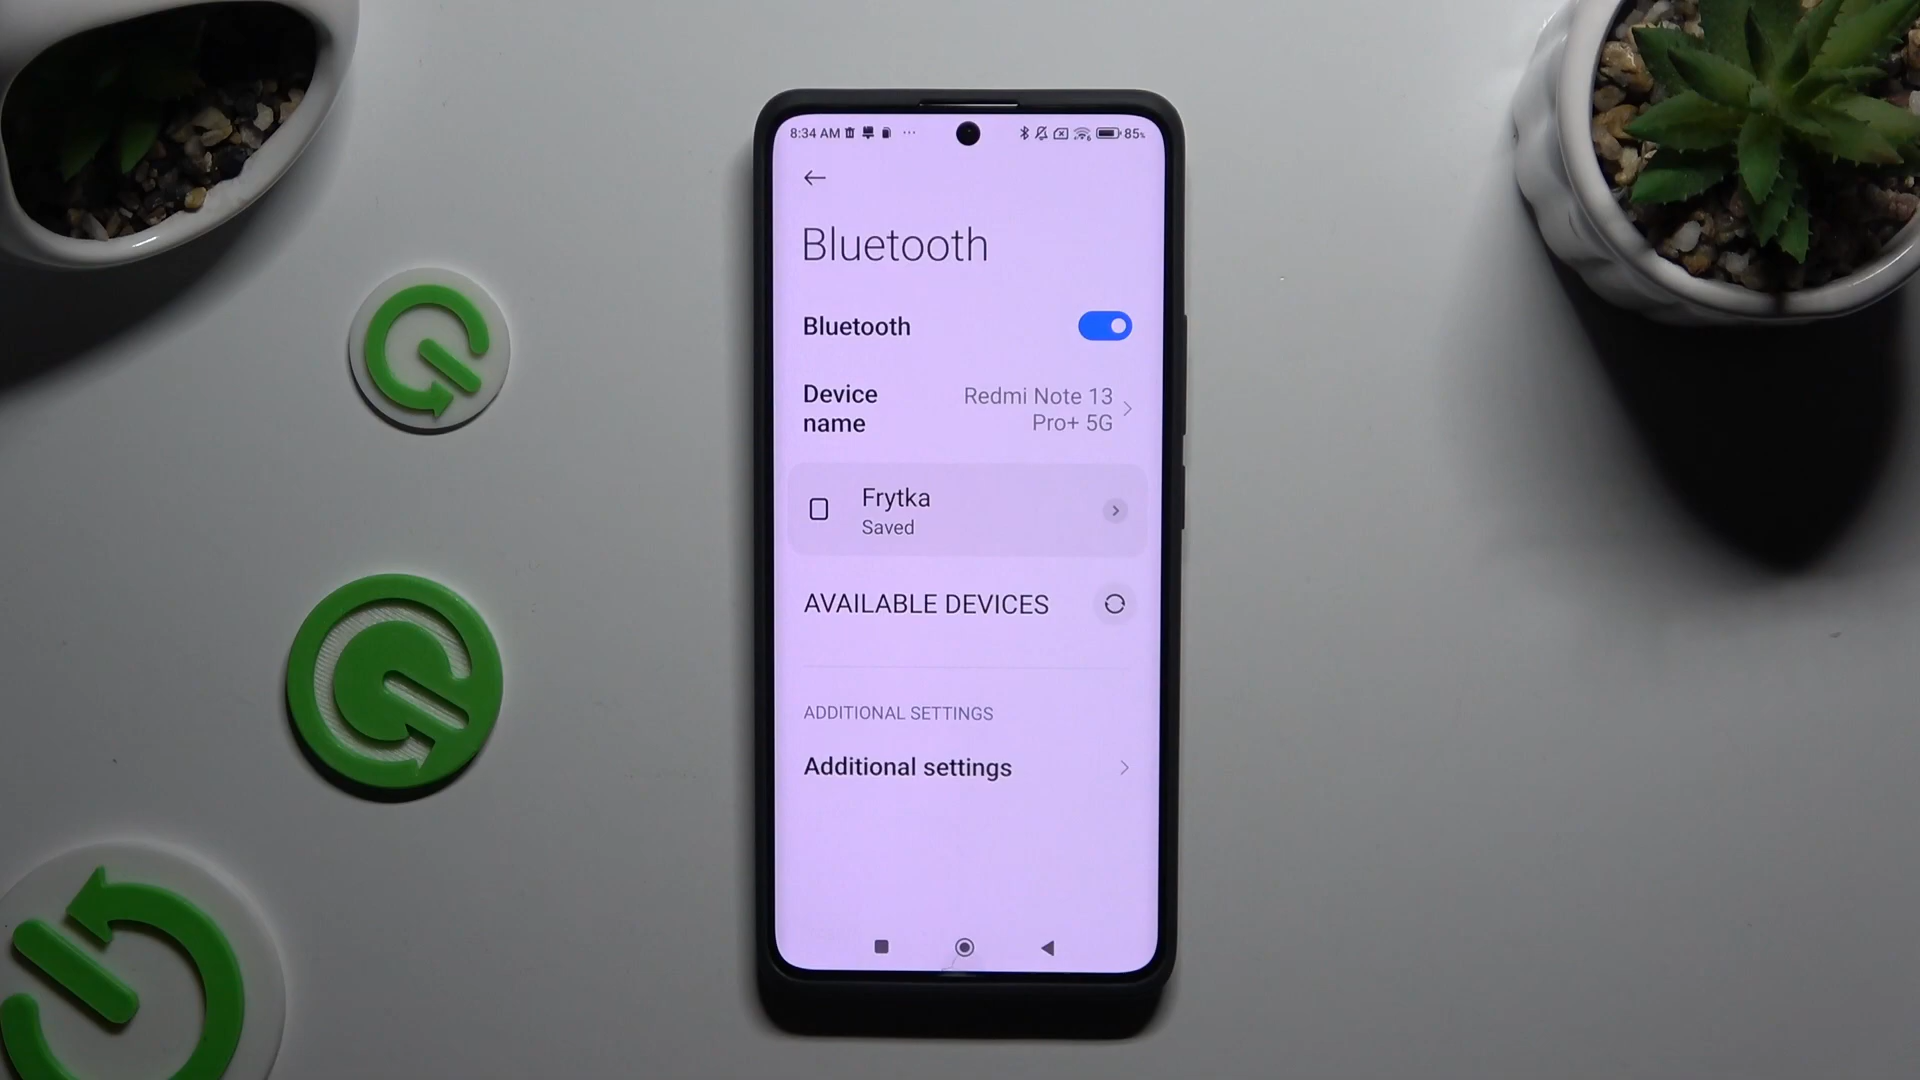 8:34 AM 85%
Bluetooth
Bluetooth
Device name
Redmi Note 13 Pro+ 5G
Frytka
Saved
AVAILABLE DEVICES
ADDITIONAL SETTINGS
Additional settings